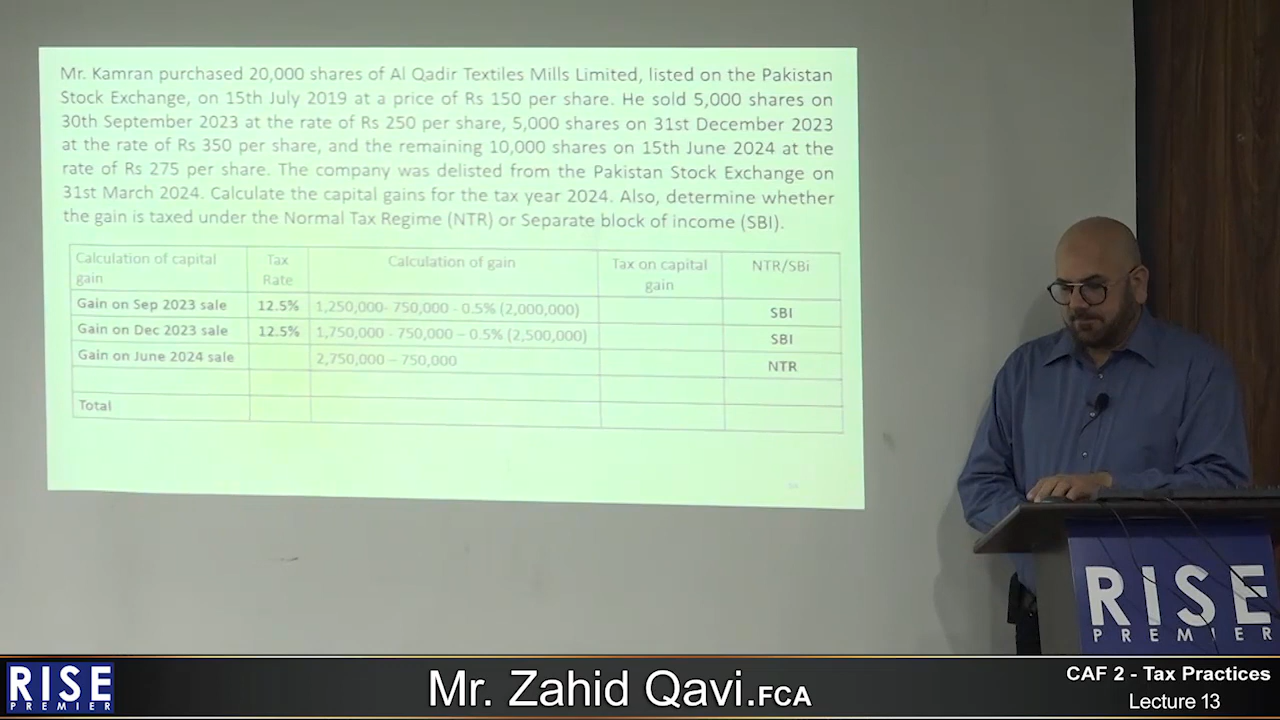 Mr. Kamran purchased 20,000 shares of Al Qadir Textiles Mills Limited, listed on the Pakistan
Stock Exchange, on 15th July 2019 at a price of Rs 150 per share. He sold 5,000 shares on
30th September 2023 at the rate of Rs 250 per share, 5,000 shares on 31st December 2023
at the rate of Rs 350 per share, and the remaining 10,000 shares on 15th June 2024 at the
rate of Rs 275 per share. The company was delisted from the Pakistan Stock Exchange on
31st March 2024. Calculate the capital gains for the tax year 2024. Also, determine whether
the gain is taxed under the Normal Tax Regime (NTR) or Separate block of income (SBI).
Calculation of capital gain Tax Rate Calculation of gain Tax on capital gain NTR/SBi
Gain on Sep 2023 sale 12.5% 1,250,000- 750,000 - 0.5% (2,000,000) SBI
Gain on Dec 2023 sale 12.5% 1,750,000 - 750,000 – 0.5% (2,500,000) SBI
Gain on June 2024 sale 2,750,000 – 750,000 NTR
Total
RISE
PREMIER
RISE
PREMIER
Mr. Zahid Qavi.FCA
CAF 2 - Tax Practices
Lecture 13